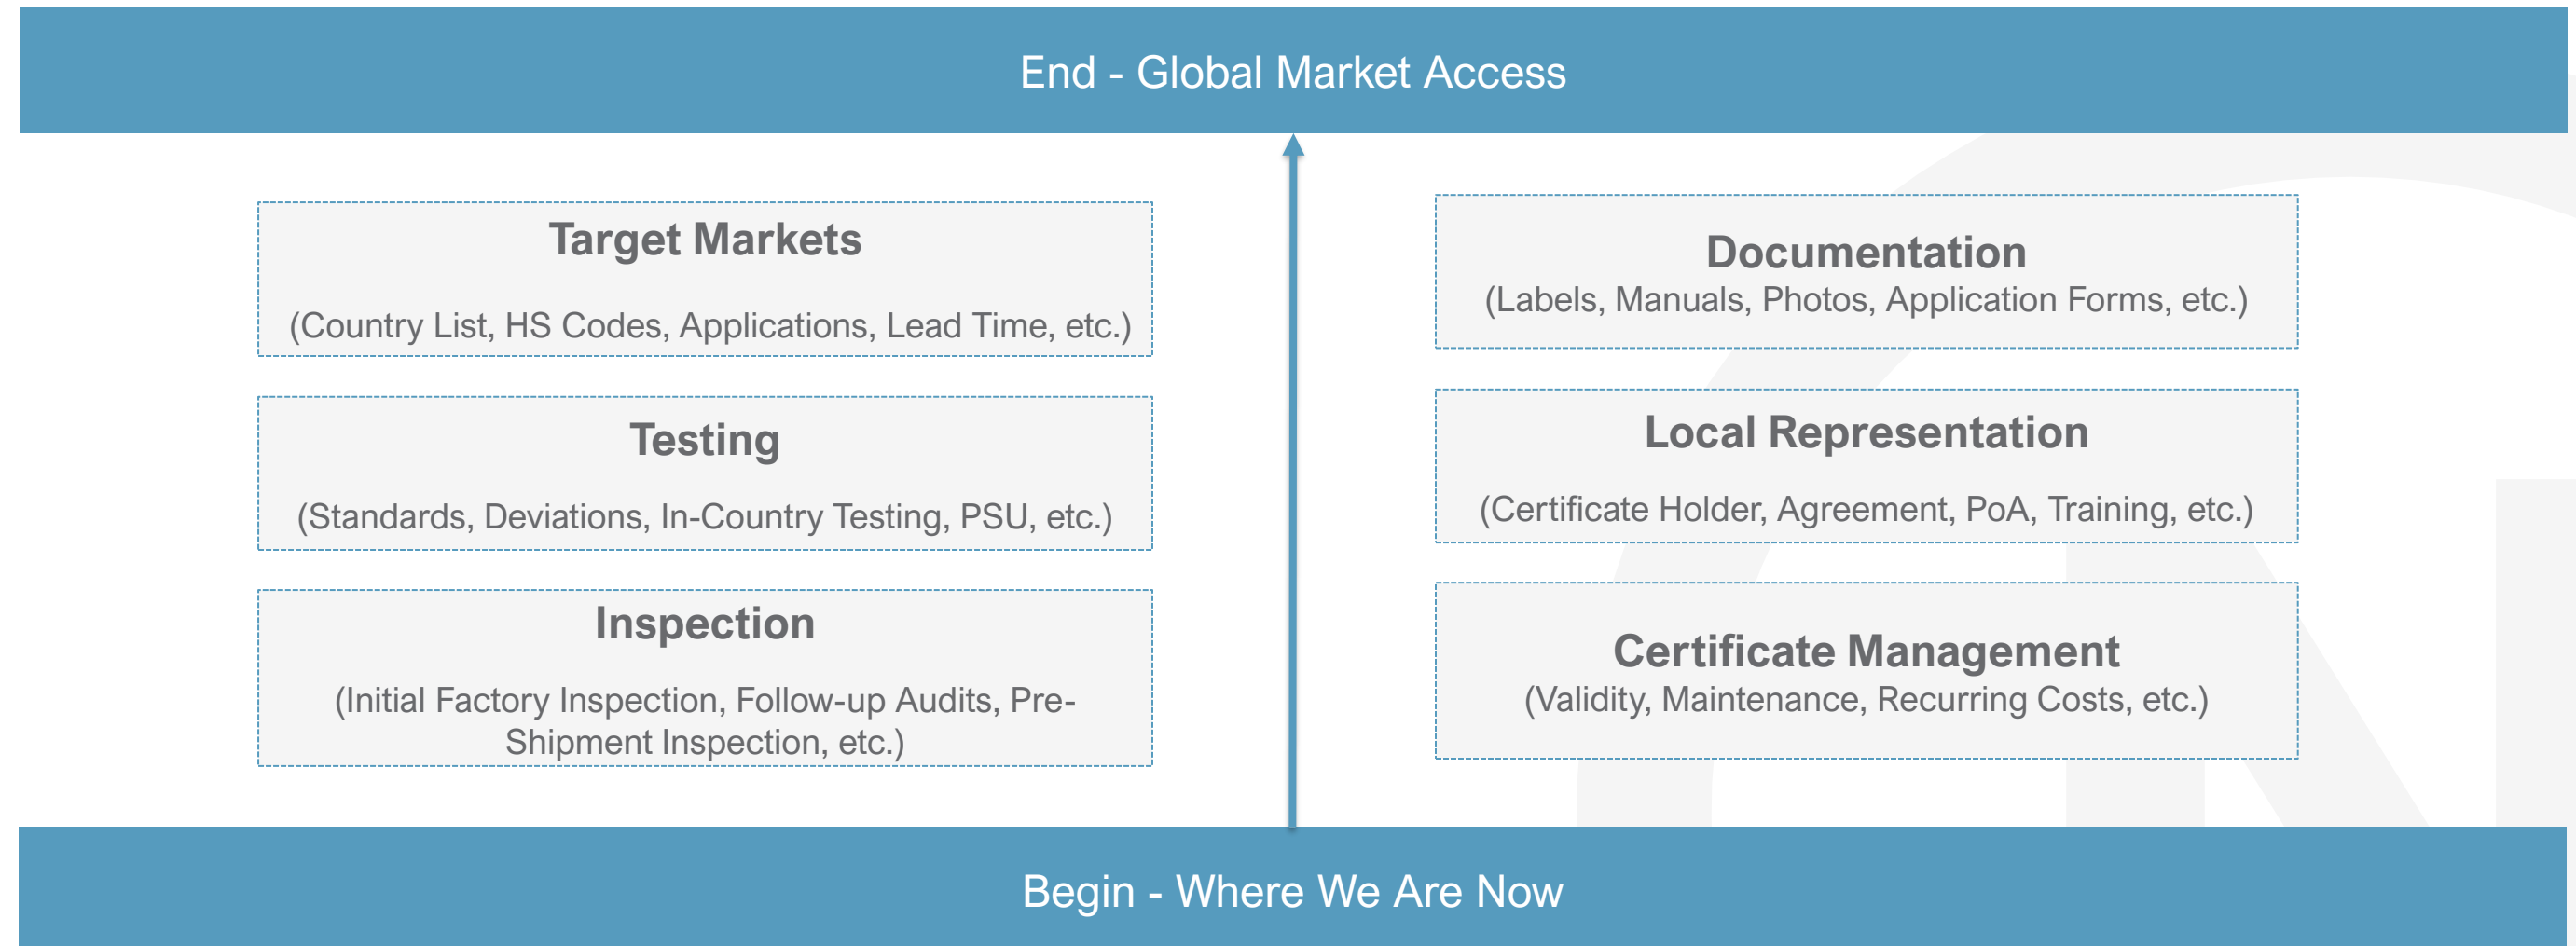 End - Global Market Access
Target Markets
(Country List, HS Codes, Applications, Lead Time, etc.)
Testing
(Standards, Deviations, In-Country Testing, PSU, etc.)
Inspection
(Initial Factory Inspection, Follow-up Audits, Pre-
Shipment Inspection, etc.)
Documentation
(Labels, Manuals, Photos, Application Forms, etc.)
Local Representation
(Certificate Holder, Agreement, PoA, Training, etc.)
Certificate Management
(Validity, Maintenance, Recurring Costs, etc.)
Begin - Where We Are Now